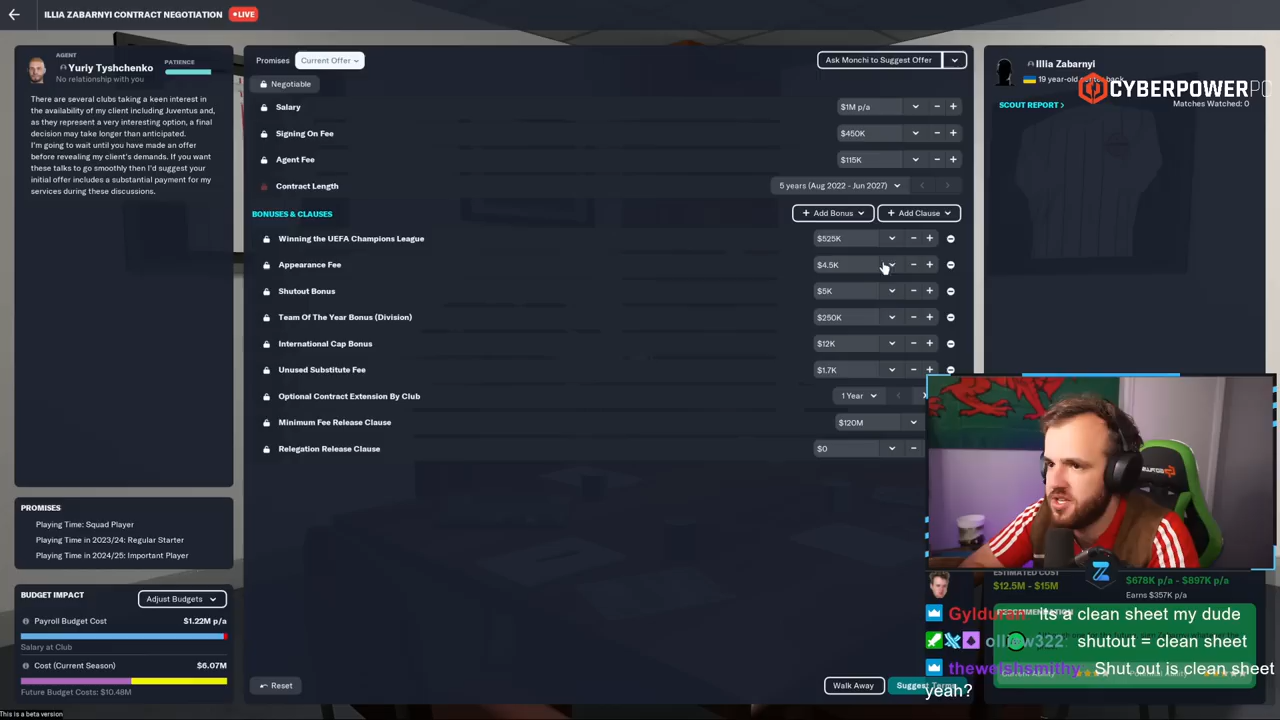 ILLIA ZABARNYI CONTRACT NEGOTIATION
LIVE
AGENT
Yuriy Tyshchenko
No relationship with you
PATIENCE
There are several clubs taking a keen interest in
the availability of my client including Juventus and,
as they represent a very interesting option, a final
decision may take longer than anticipated.
I'm going to wait until you have made an offer
before revealing my client's demands. If you want
these talks to go smoothly then I'd suggest your
initial offer includes a substantial payment for my
services during these discussions.
PROMISES
Playing Time: Squad Player
Playing Time in 2023/24: Regular Starter
Playing Time in 2024/25: Important Player
BUDGET IMPACT
Adjust Budgets
Payroll Budget Cost $1.22M p/a
Salary at Club
Cost (Current Season) $6.07M
Future Budget Costs: $10.48M
This is a beta version
Promises
Current Offer
Ask Monchi to Suggest Offer
Negotiable
Salary $1M p/a
Signing On Fee $450K
Agent Fee $115K
Contract Length 5 years (Aug 2022 - Jun 2027)
BONUSES & CLAUSES
+ Add Bonus
+ Add Clause
Winning the UEFA Champions League $525K
Appearance Fee $4.5K
Shutout Bonus $5K
Team Of The Year Bonus (Division) $250K
International Cap Bonus $12K
Unused Substitute Fee $1.7K
Optional Contract Extension By Club 1 Year
Minimum Fee Release Clause $120M
Relegation Release Clause $0
Reset
Walk Away
Suggest Terms
Illia Zabarnyi
19 year-old
SCOUT REPORT >
CYBERPOWERPC
Matches Watched: 0
ESTIMATED COST
$12.5M - $15M
$678K p/a - $897K p/a
Earns $357K p/a
Gylduran Its a clean sheet my dude
olliew322: shutout = clean sheet
thewelshsmithy: Shut out is clean sheet
yeah?